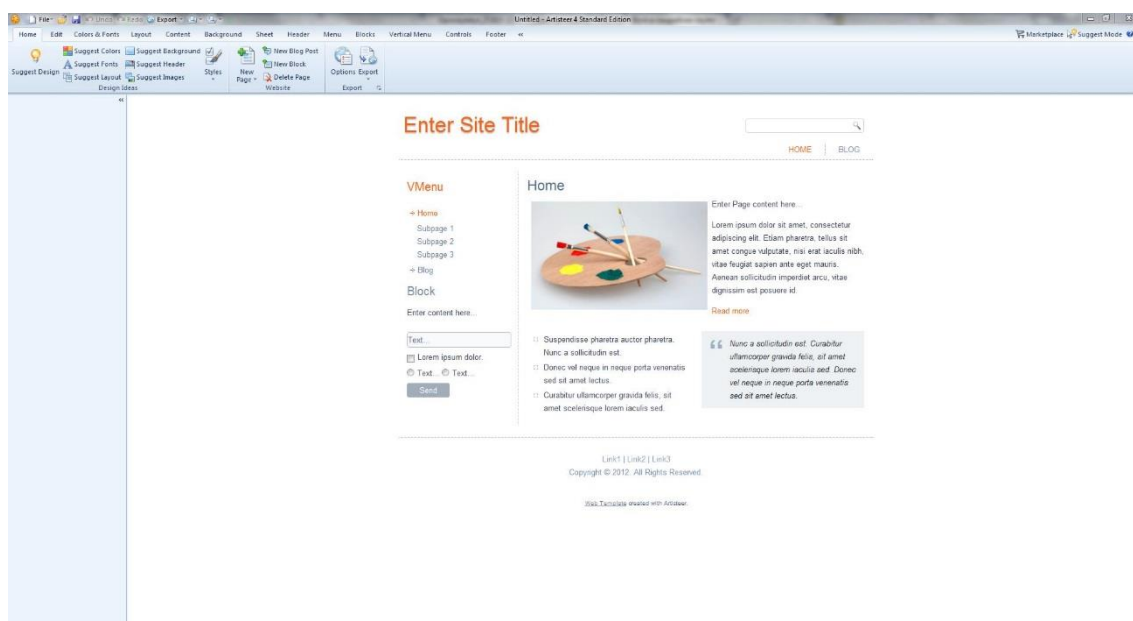 Untitled - Artisteer 4 Standard Edition
File Undo Redo Export
Home Edit Colors & Fonts Layout Content Background Sheet Header Menu Blocks Vertical Menu Controls Footer «
Marketplace Suggest Mode
Suggest Design
Suggest Colors Suggest Background
Suggest Fonts Suggest Header
Suggest Layout Suggest Images
Styles
Design Ideas
New Page
New Blog Post
New Block
Delete Page
Website
Options Export
Export
«
Enter Site Title
HOME BLOG
VMenu
Home
Subpage 1
Subpage 2
Subpage 3
Blog
Block
Enter content here...
Text...
Lorem ipsum dolor.
Text... Text...
Send
Home
Enter Page content here...
Lorem ipsum dolor sit amet, consectetur
adipiscing elit. Etiam pharetra, tellus sit
amet congue vulputate, nisi erat iaculis nibh,
vitae feugiat sapien ante eget mauris.
Aenean sollicitudin imperdiet arcu, vitae
dignissim est posuere id.
Read more
Suspendisse pharetra auctor pharetra.
Nunc a sollicitudin est.
Donec vel neque in neque porta venenatis
sed sit amet lectus.
Curabitur ullamcorper gravida felis, sit
amet scelerisque lorem iaculis sed.
Nunc a sollicitudin est. Curabitur
ullamcorper gravida felis, sit amet
scelerisque lorem iaculis sed. Donec
vel neque in neque porta venenatis
sed sit amet lectus.
Link1 | Link2 | Link3
Copyright © 2012. All Rights Reserved.
Web Template created with Artisteer.